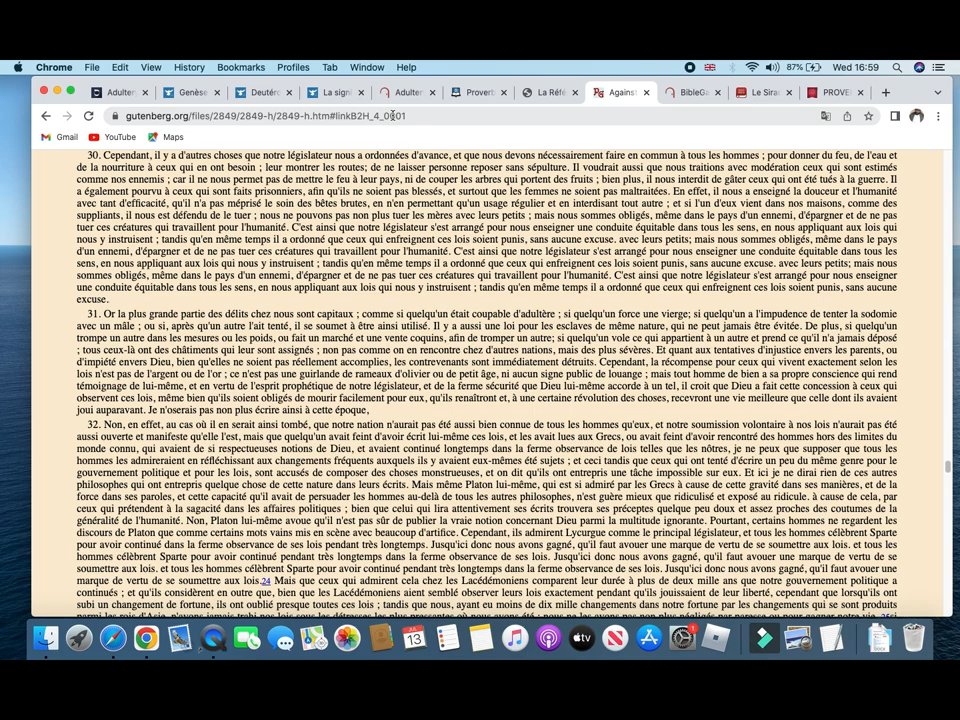 Chrome File Edit View History Bookmarks Profiles Tab Window Help 87% Wed 16:59
Adulter Genèse Deutéro La sign Adulter Proverb La Réfé Against BibleGa Le Sirac PROVER
gutenberg.org/files/2849/2849-h/2849-h.htm#linkB2H_4_0001
Gmail YouTube Maps
30. Cependant, il y a d'autres choses que notre législateur nous a ordonnées d'avance, et que nous devons nécessairement faire en commun à tous les hommes ; pour donner du feu, de l'eau et
de la nourriture à ceux qui en ont besoin ; leur montrer les routes; de ne laisser personne reposer sans sépulture. Il voudrait aussi que nous traitions avec modération ceux qui sont estimés
comme nos ennemis ; car il ne nous permet pas de mettre le feu à leur pays, ni de couper les arbres qui portent des fruits ; bien plus, il nous interdit de gâter ceux qui ont été tués à la guerre. Il
a également pourvu à ceux qui sont faits prisonniers, afin qu'ils ne soient pas blessés, et surtout que les femmes ne soient pas maltraitées. En effet, il nous a enseigné la douceur et l'humanité
avec tant d'efficacité, qu'il n'a pas méprisé le soin des bêtes brutes, en n'en permettant qu'un usage régulier et en interdisant tout autre ; et si l'un d'eux vient dans nos maisons, comme des
suppliants, il nous est défendu de le tuer ; nous ne pouvons pas non plus tuer les mères avec leurs petits ; mais nous sommes obligés, même dans le pays d'un ennemi, d'épargner et de ne pas
tuer ces créatures qui travaillent pour l'humanité. C'est ainsi que notre législateur s'est arrangé pour nous enseigner une conduite équitable dans tous les sens, en nous appliquant aux lois qui
nous y instruisent ; tandis qu'en même temps il a ordonné que ceux qui enfreignent ces lois soient punis, sans aucune excuse. avec leurs petits; mais nous sommes obligés, même dans le pays
d'un ennemi, d'épargner et de ne pas tuer ces créatures qui travaillent pour l'humanité. C'est ainsi que notre législateur s'est arrangé pour nous enseigner une conduite équitable dans tous les
sens, en nous appliquant aux lois qui nous y instruisent ; tandis qu'en même temps il a ordonné que ceux qui enfreignent ces lois soient punis, sans aucune excuse. avec leurs petits; mais nous
sommes obligés, même dans le pays d'un ennemi, d'épargner et de ne pas tuer ces créatures qui travaillent pour l'humanité. C'est ainsi que notre législateur s'est arrangé pour nous enseigner
une conduite équitable dans tous les sens, en nous appliquant aux lois qui nous y instruisent ; tandis qu'en même temps il a ordonné que ceux qui enfreignent ces lois soient punis, sans aucune
excuse.
31. Or la plus grande partie des délits chez nous sont capitaux ; comme si quelqu'un était coupable d'adultère ; si quelqu'un force une vierge; si quelqu'un a l'impudence de tenter la sodomie
avec un mâle ; ou si, après qu'un autre l'ait tenté, il se soumet à être ainsi utilisé. Il y a aussi une loi pour les esclaves de même nature, qui ne peut jamais être évitée. De plus, si quelqu'un
trompe un autre dans les mesures ou les poids, ou fait un marché et une vente coquins, afin de tromper un autre; si quelqu'un vole ce qui appartient à un autre et prend ce qu'il n'a jamais déposé
; tous ceux-là ont des châtiments qui leur sont assignés ; non pas comme on en rencontre chez d'autres nations, mais des plus sévères. Et quant aux tentatives d'injustice envers les parents, ou
d'impiété envers Dieu, bien qu'elles ne soient pas réellement accomplies, les contrevenants sont immédiatement détruits. Cependant, la récompense pour ceux qui vivent exactement selon les
lois n'est pas de l'argent ou de l'or ; ce n'est pas une guirlande de rameaux d'olivier ou de petit âge, ni aucun signe public de louange ; mais tout homme de bien a sa propre conscience qui rend
témoignage de lui-même, et en vertu de l'esprit prophétique de notre législateur, et de la ferme sécurité que Dieu lui-même accorde à un tel, il croit que Dieu a fait cette concession à ceux qui
observent ces lois, même bien qu'ils soient obligés de mourir facilement pour eux, qu'ils renaîtront et, à une certaine révolution des choses, recevront une vie meilleure que celle dont ils avaient
joui auparavant. Je n'oserais pas non plus écrire ainsi à cette époque,
32. Non, en effet, au cas où il en serait ainsi tombé, que notre nation n'aurait pas été aussi bien connue de tous les hommes qu'eux, et notre soumission volontaire à nos lois n'aurait pas été
aussi ouverte et manifeste qu'elle l'est, mais que quelqu'un avait feint d'avoir écrit lui-même ces lois, et les avait lues aux Grecs, ou avait feint d'avoir rencontré des hommes hors des limites du
monde connu, qui avaient de si respectueuses notions de Dieu, et avaient continué longtemps dans la ferme observance de lois telles que les nôtres, je ne peux que supposer que tous les
hommes les admireraient en réfléchissant aux changements fréquents auxquels ils y avaient eux-mêmes été sujets ; et ceci tandis que ceux qui ont tenté d'écrire un peu du même genre pour le
gouvernement politique et pour les lois, sont accusés de composer des choses monstrueuses, et on dit qu'ils ont entrepris une tâche impossible sur eux. Et ici je ne dirai rien de ces autres
philosophes qui ont entrepris quelque chose de cette nature dans leurs écrits. Mais même Platon lui-même, qui est si admiré par les Grecs à cause de cette gravité dans ses manières, et de la
force dans ses paroles, et cette capacité qu'il avait de persuader les hommes au-delà de tous les autres philosophes, n'est guère mieux que ridiculisé et exposé au ridicule. à cause de cela, par
ceux qui prétendent à la sagacité dans les affaires politiques ; bien que celui qui lira attentivement ses écrits trouvera ses préceptes quelque peu doux et assez proches des coutumes de la
généralité de l'humanité. Non, Platon lui-même avoue qu'il n'est pas sûr de publier la vraie notion concernant Dieu parmi la multitude ignorante. Pourtant, certains hommes ne regardent les
discours de Platon que comme certains mots vains mis en scène avec beaucoup d'artifice. Cependant, ils admirent Lycurgue comme le principal législateur, et tous les hommes célèbrent Sparte
pour avoir continué dans la ferme observance de ses lois pendant très longtemps. Jusqu'ici donc nous avons gagné, qu'il faut avouer une marque de vertu de se soumettre aux lois. et tous les
hommes célèbrent Sparte pour avoir continué pendant très longtemps dans la ferme observance de ses lois. Jusqu'ici donc nous avons gagné, qu'il faut avouer une marque de vertu de se
soumettre aux lois. et tous les hommes célèbrent Sparte pour avoir continué pendant très longtemps dans la ferme observance de ses lois. Jusqu'ici donc nous avons gagné, qu'il faut avouer une
marque de vertu de se soumettre aux lois.24 Mais que ceux qui admirent cela chez les Lacédémoniens comparent leur durée à plus de deux mille ans que notre gouvernement politique a
continués ; et qu'ils considèrent en outre, que bien que les Lacédémoniens aient semblé observer leurs lois exactement pendant qu'ils jouissaient de leur liberté, cependant que lorsqu'ils ont
subi un changement de fortune, ils ont oublié presque toutes ces lois ; tandis que nous, ayant eu moins de dix mille changements dans notre fortune par les changements qui se sont produits